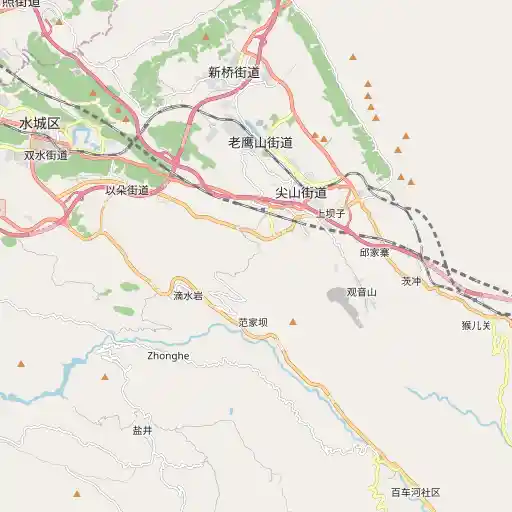 照街道
新桥街道
水城区
老鹰山街道
双水街道
以朵街道
尖山街道
上坝子
邱家寨
茨冲
滴水岩
观音山
范家坝
猴儿关
Zhonghe
盐井
百车河社区